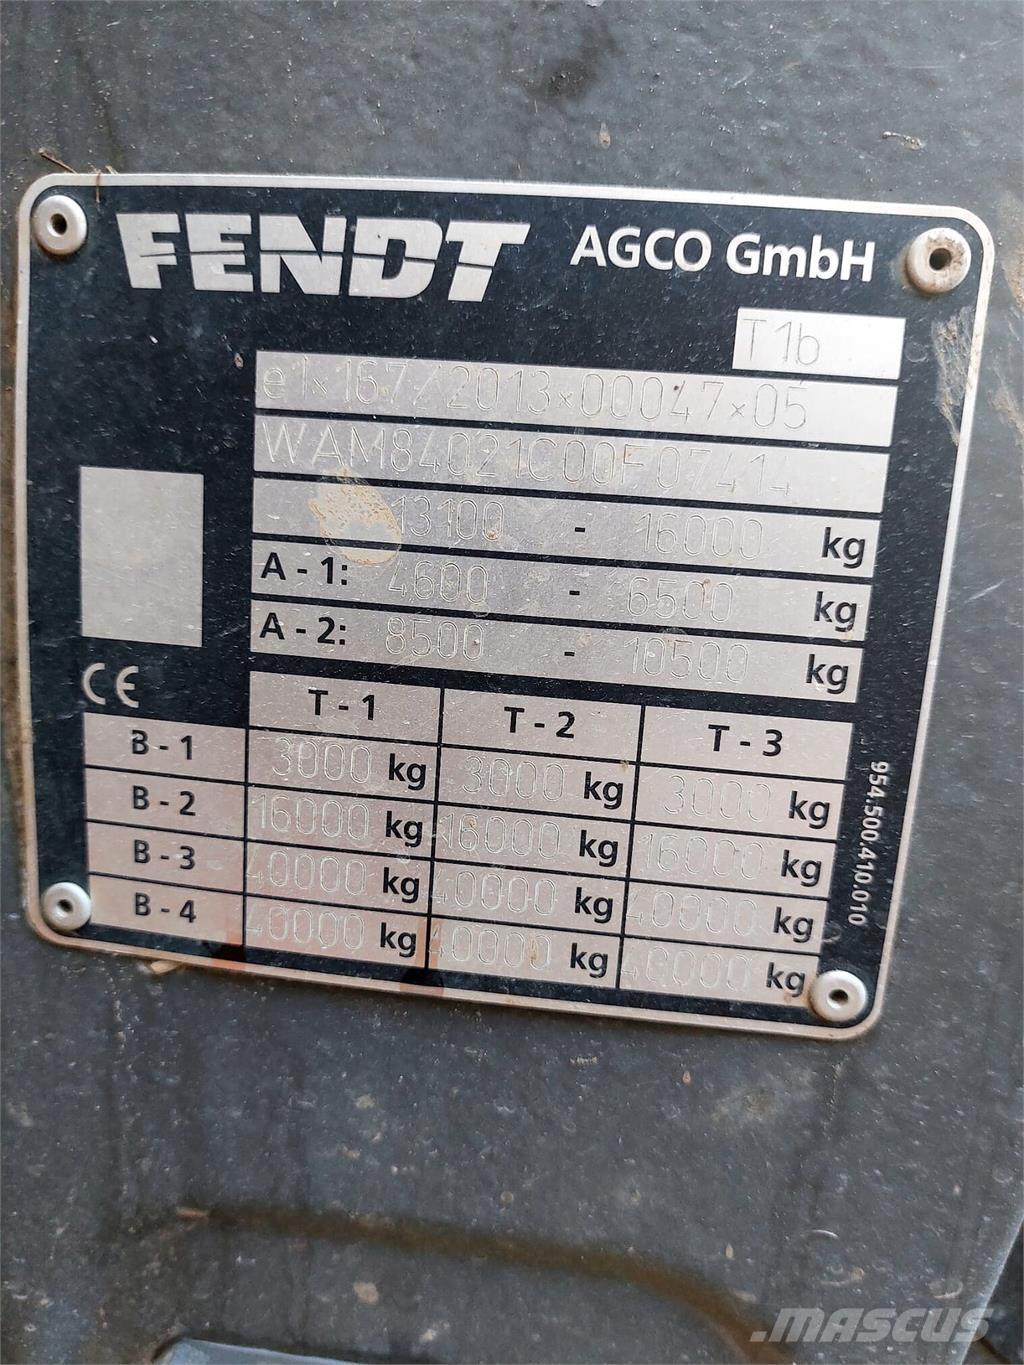 FENDT AGCO GmbH
T1b
e1*167/2013*00047*05
WAM84021C00F07414
13100 - 16000 kg
A - 1: 4600 - 6500 kg
A - 2: 8500 - 10500 kg
CE
T - 1 T - 2 T - 3
B - 1 3000 kg 3000 kg 3000 kg
B - 2 16000 kg 16000 kg 16000 kg
B - 3 40000 kg 40000 kg 40000 kg
B - 4 40000 kg 40000 kg 40000 kg
954.500.410.010
.MASCUS